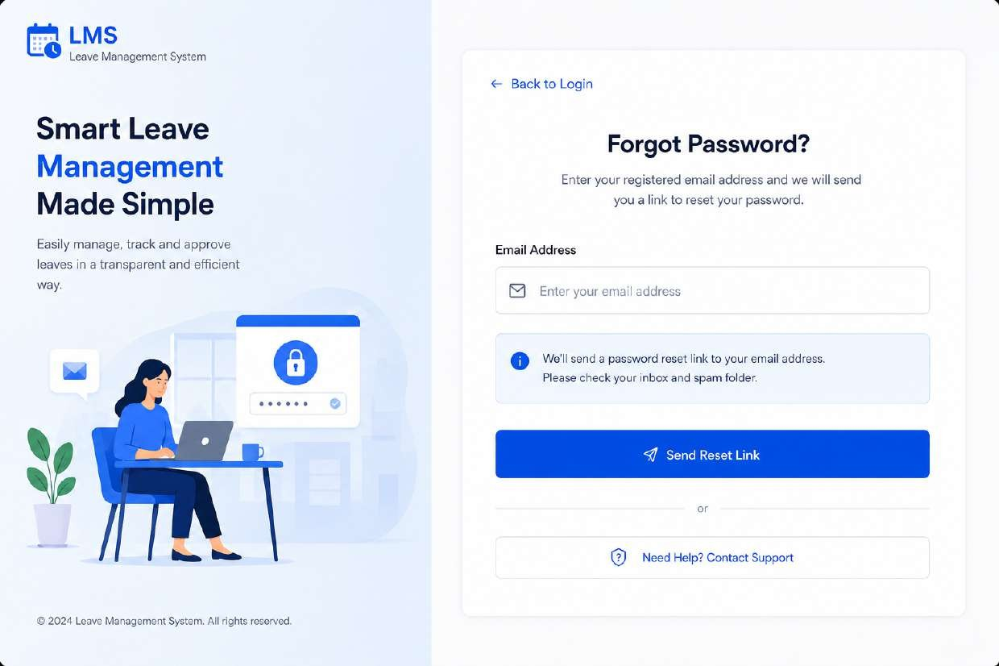 LMS
Leave Management System
Smart Leave
Management
Made Simple
Easily manage, track and approve
leaves in a transparent and efficient
way.
© 2024 Leave Management System. All rights reserved.
← Back to Login
Forgot Password?
Enter your registered email address and we will send
you a link to reset your password.
Email Address
Enter your email address
We'll send a password reset link to your email address.
Please check your inbox and spam folder.
Send Reset Link
or
Need Help? Contact Support